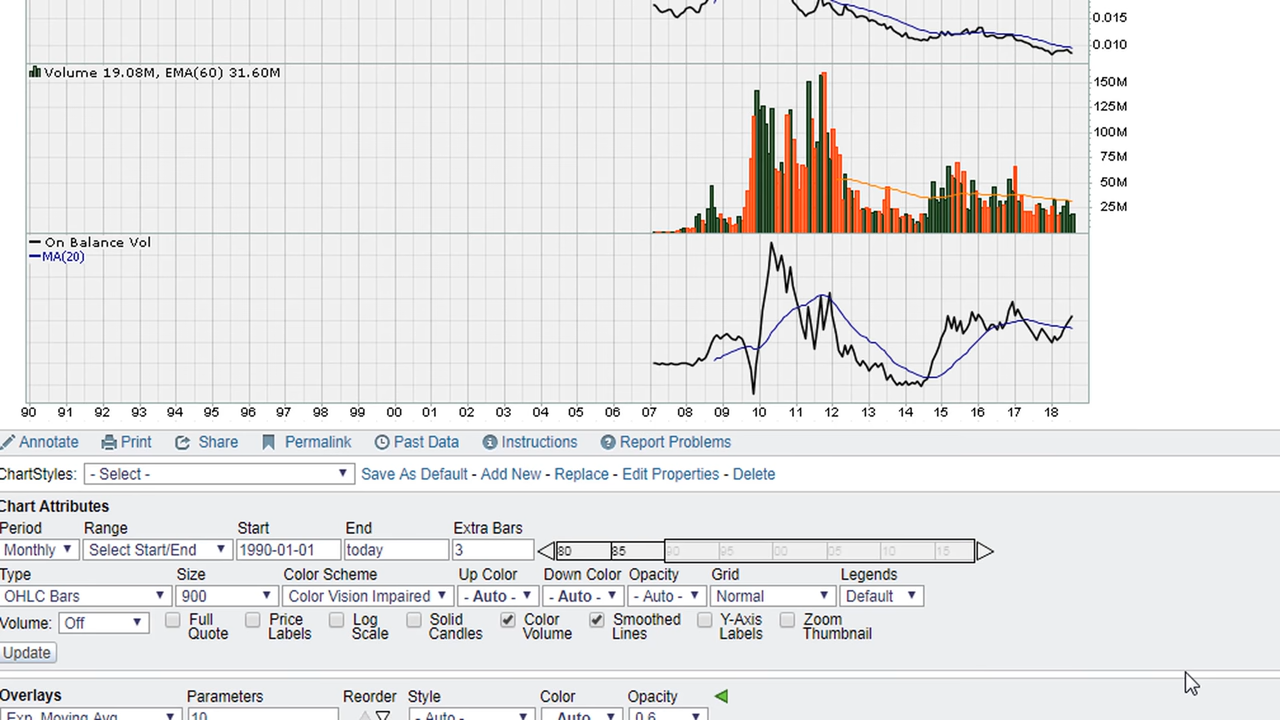 0.015
0.010
Volume 19.08M, EMA(60) 31.60M
150M
125M
100M
75M
50M
25M
On Balance Vol
MA(20)
90 91 92 93 94 95 96 97 98 99 00 01 02 03 04 05 06 07 08 09 10 11 12 13 14 15 16 17 18
Annotate Print Share Permalink Past Data Instructions Report Problems
ChartStyles: - Select - Save As Default - Add New - Replace - Edit Properties - Delete
Chart Attributes
Period Range Start End Extra Bars
Monthly Select Start/End 1990-01-01 today 3 80 85 90 95 00 05 10 15
Type Size Color Scheme Up Color Down Color Opacity Grid Legends
OHLC Bars 900 Color Vision Impaired - Auto - - Auto - - Auto - Normal Default
Volume: Off Full Quote Price Labels Log Scale Solid Candles Color Volume Smoothed Lines Y-Axis Labels Zoom Thumbnail
Update
Overlays Parameters Reorder Style Color Opacity
Exp. Moving Avg 10 - Auto - Auto 0.6